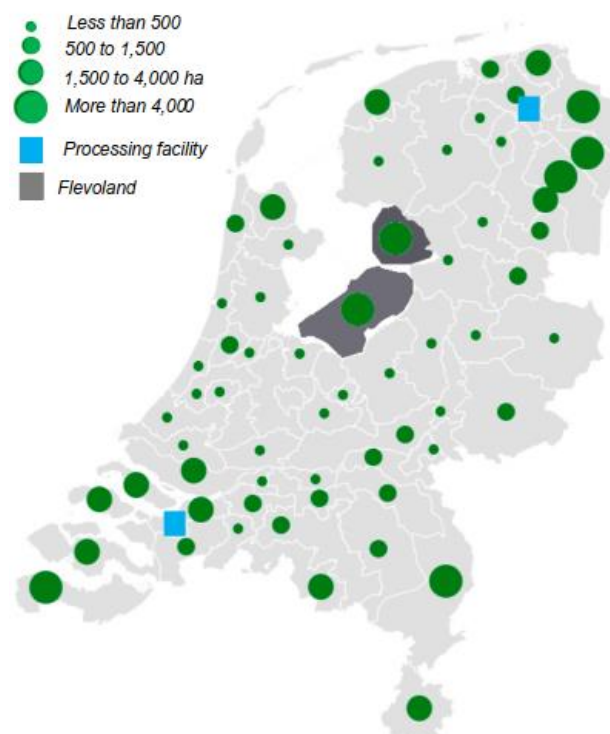 Less than 500
500 to 1,500
1,500 to 4,000 ha
More than 4,000
Processing facility
Flevoland